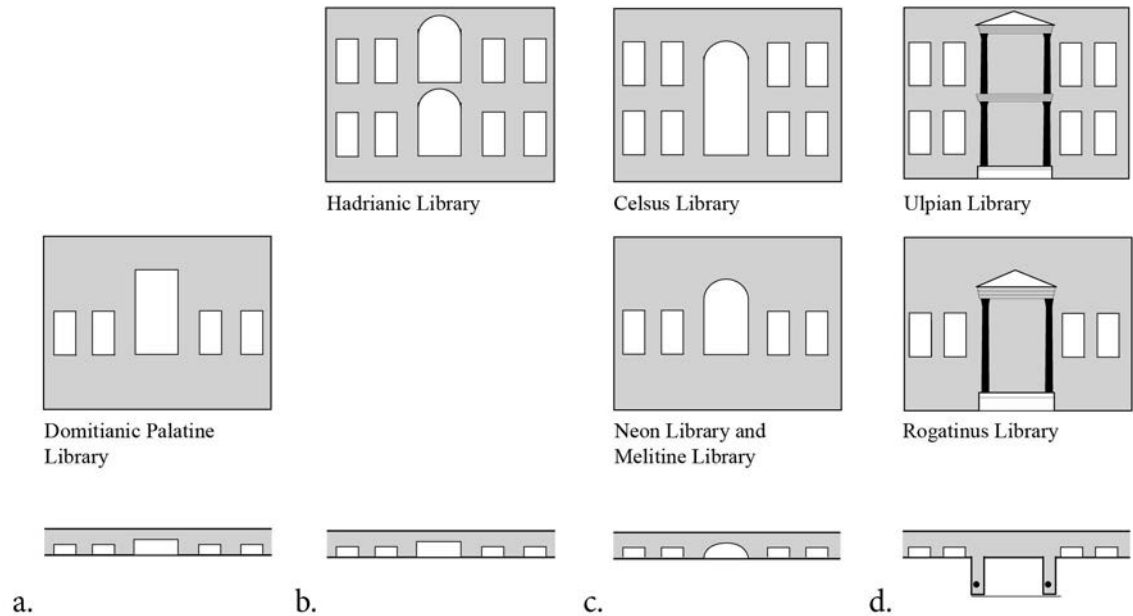 Hadrianic Library
Celsus Library
Ulpian Library
Domitianic Palatine
Library
Neon Library and
Melitine Library
Rogatinus Library
a.
b.
c.
d.